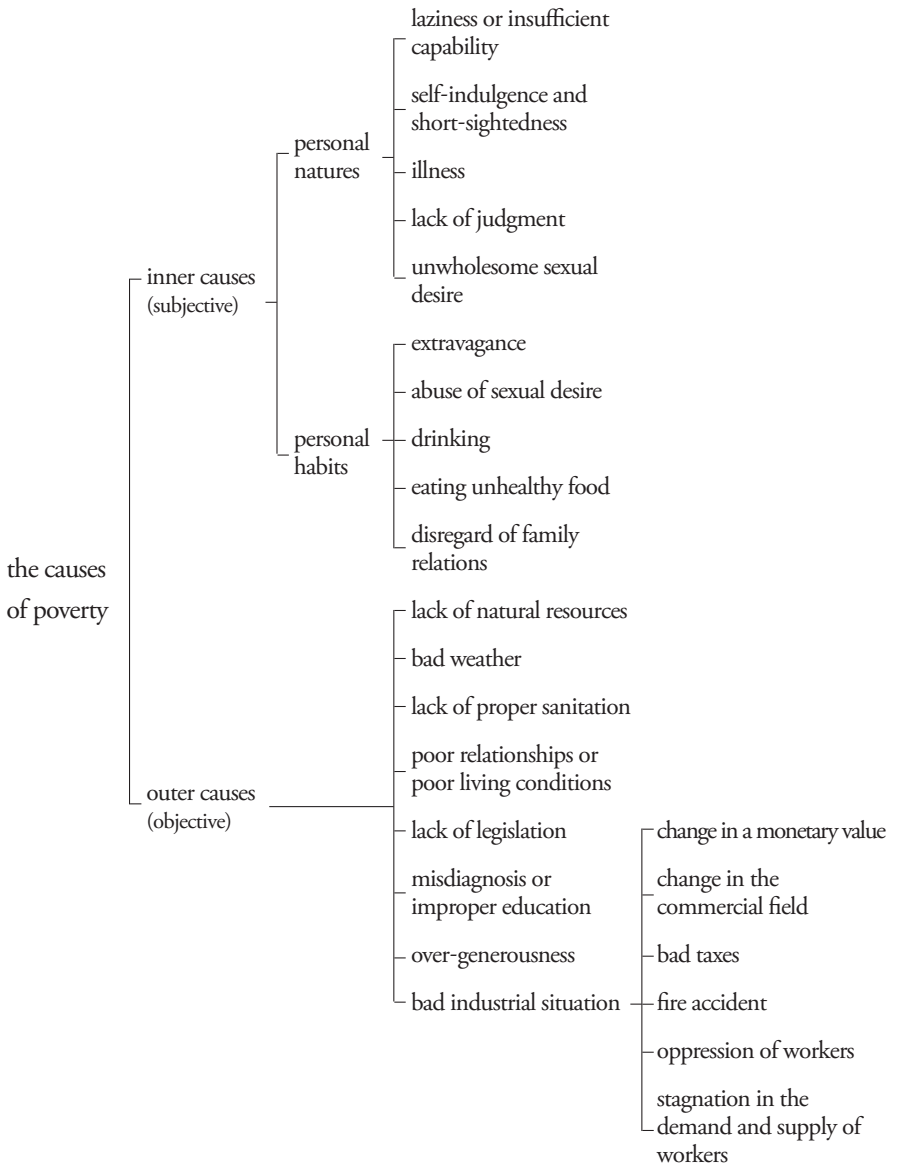 the causes
of poverty
inner causes
(subjective)
personal
natures
laziness or insufficient
capability
self-indulgence and
short-sightedness
illness
lack of judgment
unwholesome sexual
desire
personal
habits
extravagance
abuse of sexual desire
drinking
eating unhealthy food
disregard of family
relations
outer causes
(objective)
lack of natural resources
bad weather
lack of proper sanitation
poor relationships or
poor living conditions
lack of legislation
misdiagnosis or
improper education
over-generousness
bad industrial situation
change in a monetary value
change in the
commercial field
bad taxes
fire accident
oppression of workers
stagnation in the
demand and supply of
workers